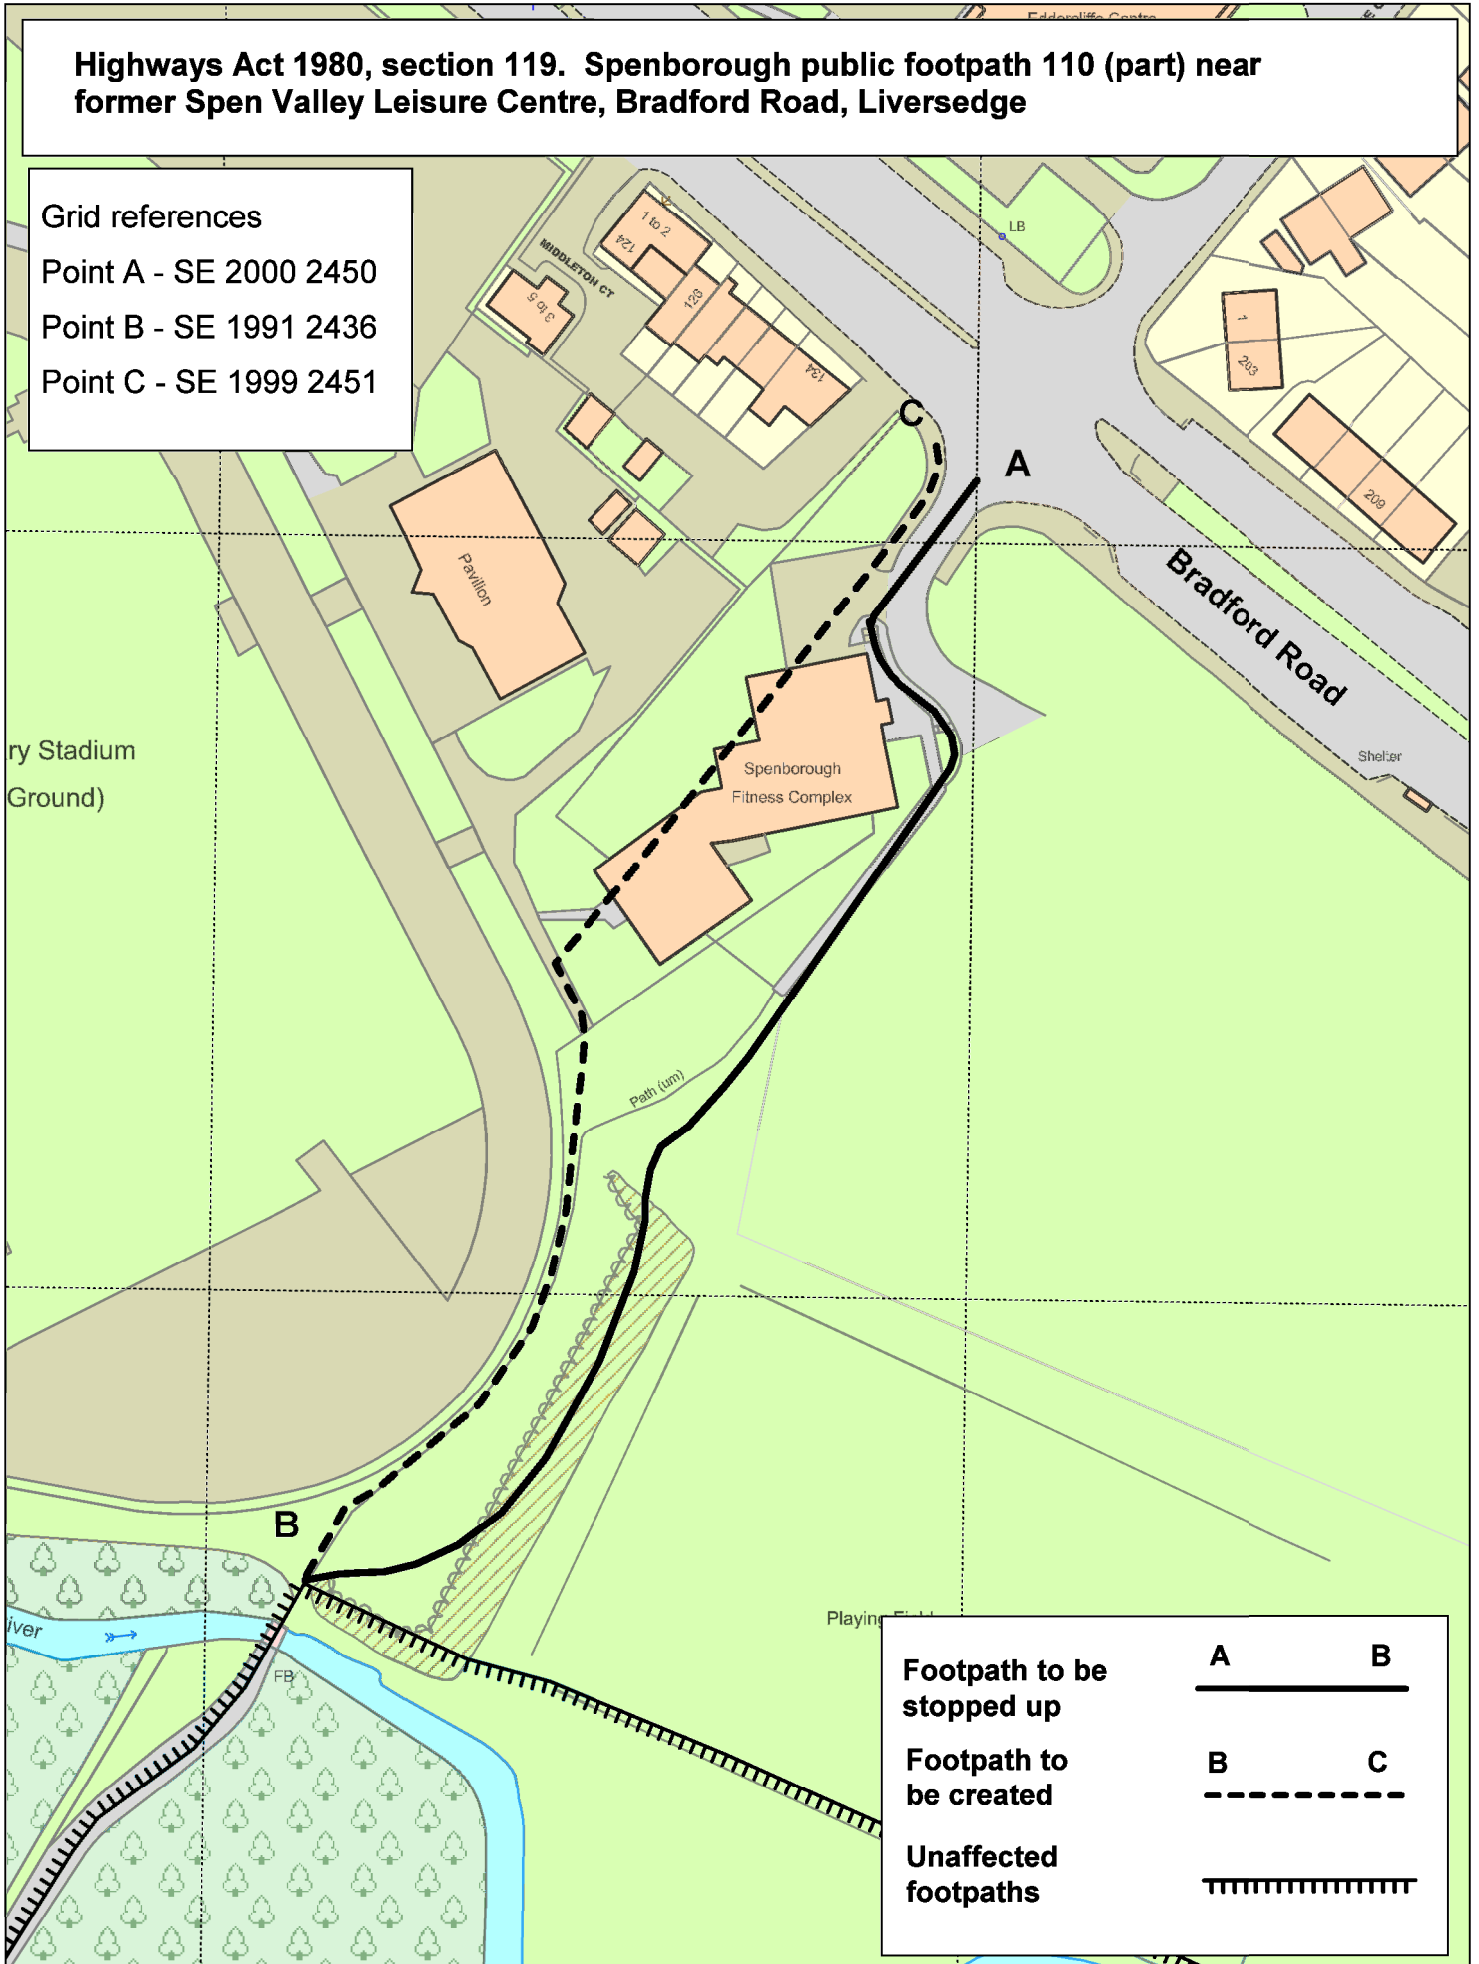 Highways Act 1980, section 119.  Spenborough public footpath 110 (part) near
former Spen Valley Leisure Centre, Bradford Road, Liversedge
Grid references
Point A - SE 2000 2450
Point B - SE 1991 2436
Point C - SE 1999 2451
LB
1 to 2
124
MIDDLETON CT
3 to 5
126
134
1
203
209
C
A
Pavilion
Bradford Road
ry Stadium
Ground)
Shelter
Spenborough
Fitness Complex
Path (um)
B
iver
FB
Playing Field
Footpath to be
stopped up
A B
Footpath to
be created
B C
Unaffected
footpaths